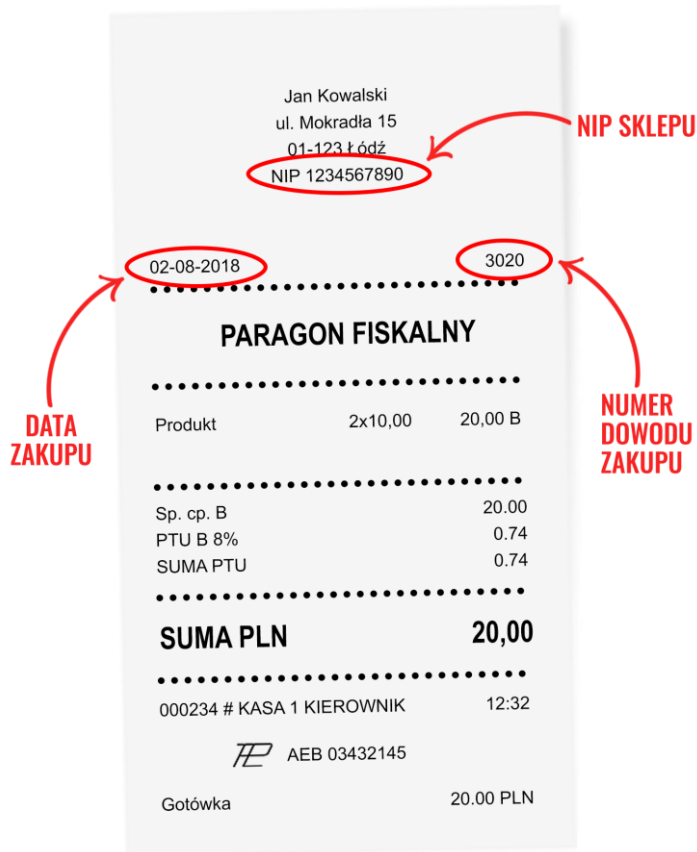 Jan Kowalski
ul. Mokradła 15
01-123 Łódź
NIP 1234567890
NIP SKLEPU
02-08-2018 3020
PARAGON FISKALNY
DATA
ZAKUPU
NUMER
DOWODU
ZAKUPU
Produkt 2x10,00 20,00 B
Sp. cp. B 20.00
PTU B 8% 0.74
SUMA PTU 0.74
SUMA PLN 20,00
000234 # KASA 1 KIEROWNIK 12:32
AEB 03432145
Gotówka 20.00 PLN